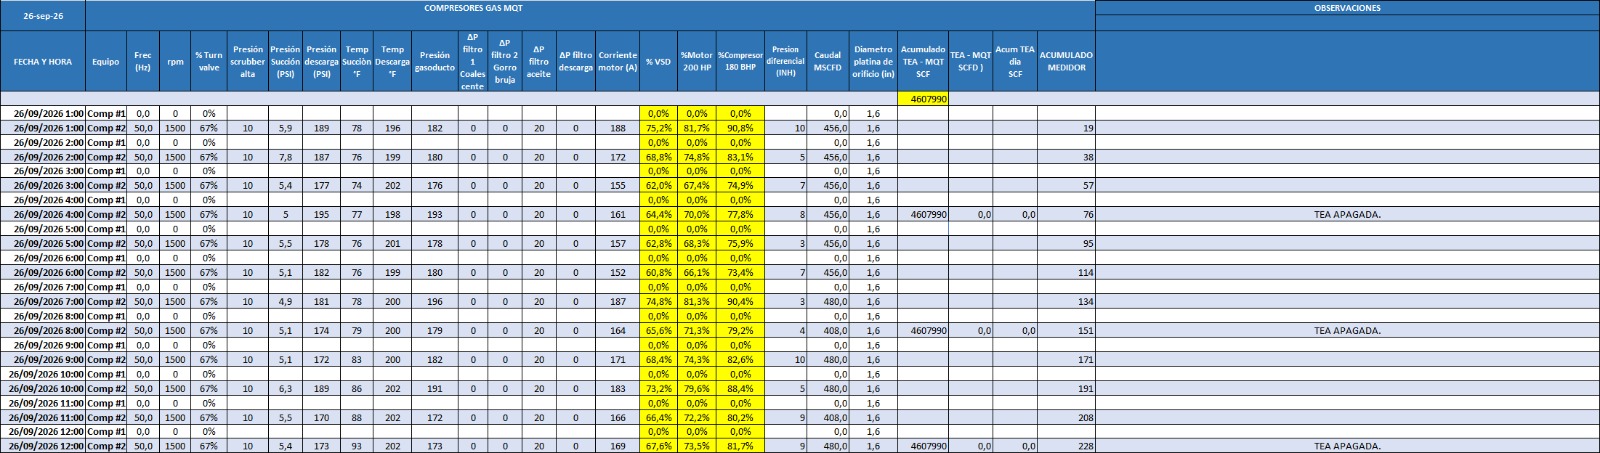 26-sep-26 COMPRESORES GAS MQT OBSERVACIONES
FECHA Y HORA Equipo Frec (Hz) rpm % Turn valve Presión scrubber alta Presión Succión (PSI) Presión descarga (PSI) Temp Succiòn °F Temp Descarga °F Presión gasoducto ΔP filtro 1 Coales cente ΔP filtro 2 Gorro bruja ΔP filtro aceite ΔP filtro descarga Corriente motor (A) % VSD %Motor 200 HP %Compresor 180 BHP Presion diferencial (INH) Caudal MSCFD Diametro platina de orificio (in) Acumulado TEA - MQT SCF TEA - MQT SCFD ) Acum TEA dia SCF ACUMULADO MEDIDOR
4607990
26/09/2026 1:00 Comp #1 0,0 0 0% 0,0% 0,0% 0,0% 0,0 1,6
26/09/2026 1:00 Comp #2 50,0 1500 67% 10 5,9 189 78 196 182 0 0 20 0 188 75,2% 81,7% 90,8% 10 456,0 1,6 19
26/09/2026 2:00 Comp #1 0,0 0 0% 0,0% 0,0% 0,0% 0,0 1,6
26/09/2026 2:00 Comp #2 50,0 1500 67% 10 7,8 187 76 199 180 0 0 20 0 172 68,8% 74,8% 83,1% 5 456,0 1,6 38
26/09/2026 3:00 Comp #1 0,0 0 0% 0,0% 0,0% 0,0% 0,0 1,6
26/09/2026 3:00 Comp #2 50,0 1500 67% 10 5,4 177 74 202 176 0 0 20 0 155 62,0% 67,4% 74,9% 7 456,0 1,6 57
26/09/2026 4:00 Comp #1 0,0 0 0% 0,0% 0,0% 0,0% 0,0 1,6
26/09/2026 4:00 Comp #2 50,0 1500 67% 10 5 195 77 198 193 0 0 20 0 161 64,4% 70,0% 77,8% 8 456,0 1,6 4607990 0,0 0,0 76 TEA APAGADA.
26/09/2026 5:00 Comp #1 0,0 0 0% 0,0% 0,0% 0,0% 0,0 1,6
26/09/2026 5:00 Comp #2 50,0 1500 67% 10 5,5 178 76 201 178 0 0 20 0 157 62,8% 68,3% 75,9% 3 456,0 1,6 95
26/09/2026 6:00 Comp #1 0,0 0 0% 0,0% 0,0% 0,0% 0,0 1,6
26/09/2026 6:00 Comp #2 50,0 1500 67% 10 5,1 182 76 199 180 0 0 20 0 152 60,8% 66,1% 73,4% 7 456,0 1,6 114
26/09/2026 7:00 Comp #1 0,0 0 0% 0,0% 0,0% 0,0% 0,0 1,6
26/09/2026 7:00 Comp #2 50,0 1500 67% 10 4,9 181 78 200 196 0 0 20 0 187 74,8% 81,3% 90,4% 3 480,0 1,6 134
26/09/2026 8:00 Comp #1 0,0 0 0% 0,0% 0,0% 0,0% 0,0 1,6
26/09/2026 8:00 Comp #2 50,0 1500 67% 10 5,1 174 79 200 179 0 0 20 0 164 65,6% 71,3% 79,2% 4 408,0 1,6 4607990 0,0 0,0 151 TEA APAGADA.
26/09/2026 9:00 Comp #1 0,0 0 0% 0,0% 0,0% 0,0% 0,0 1,6
26/09/2026 9:00 Comp #2 50,0 1500 67% 10 5,1 172 83 200 182 0 0 20 0 171 68,4% 74,3% 82,6% 10 480,0 1,6 171
26/09/2026 10:00 Comp #1 0,0 0 0% 0,0% 0,0% 0,0% 0,0 1,6
26/09/2026 10:00 Comp #2 50,0 1500 67% 10 6,3 189 86 202 191 0 0 20 0 183 73,2% 79,6% 88,4% 5 480,0 1,6 191
26/09/2026 11:00 Comp #1 0,0 0 0% 0,0% 0,0% 0,0% 0,0 1,6
26/09/2026 11:00 Comp #2 50,0 1500 67% 10 5,5 170 88 202 172 0 0 20 0 166 66,4% 72,2% 80,2% 9 408,0 1,6 208
26/09/2026 12:00 Comp #1 0,0 0 0% 0,0% 0,0% 0,0% 0,0 1,6
26/09/2026 12:00 Comp #2 50,0 1500 67% 10 5,4 173 93 202 173 0 0 20 0 169 67,6% 73,5% 81,7% 9 480,0 1,6 4607990 0,0 0,0 228 TEA APAGADA.